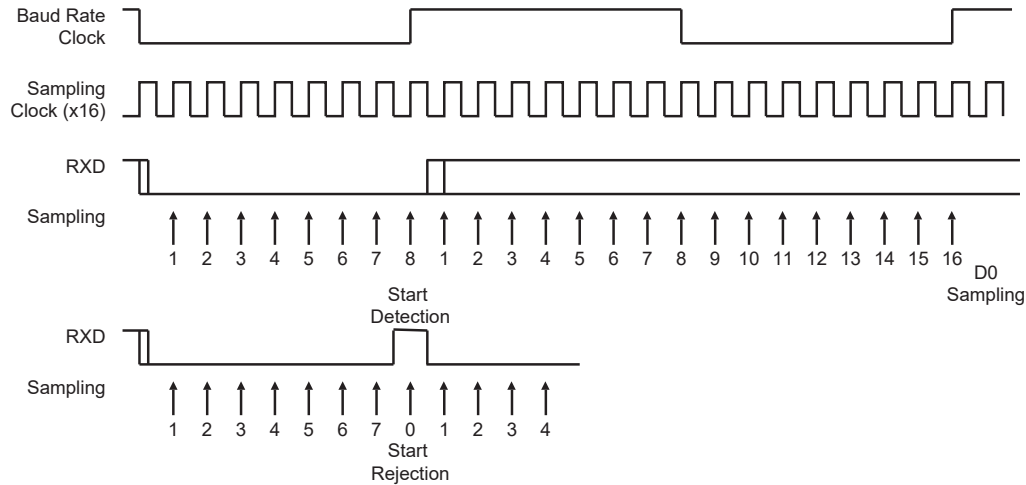 Baud Rate
Clock
Sampling
Clock (x16)
RXD
Sampling
1 2 3 4 5 6 7 8 1 2 3 4 5 6 7 8 9 10 11 12 13 14 15 16
D0
Sampling
Start
Detection
RXD
Sampling
1 2 3 4 5 6 7 0 1 2 3 4
Start
Rejection